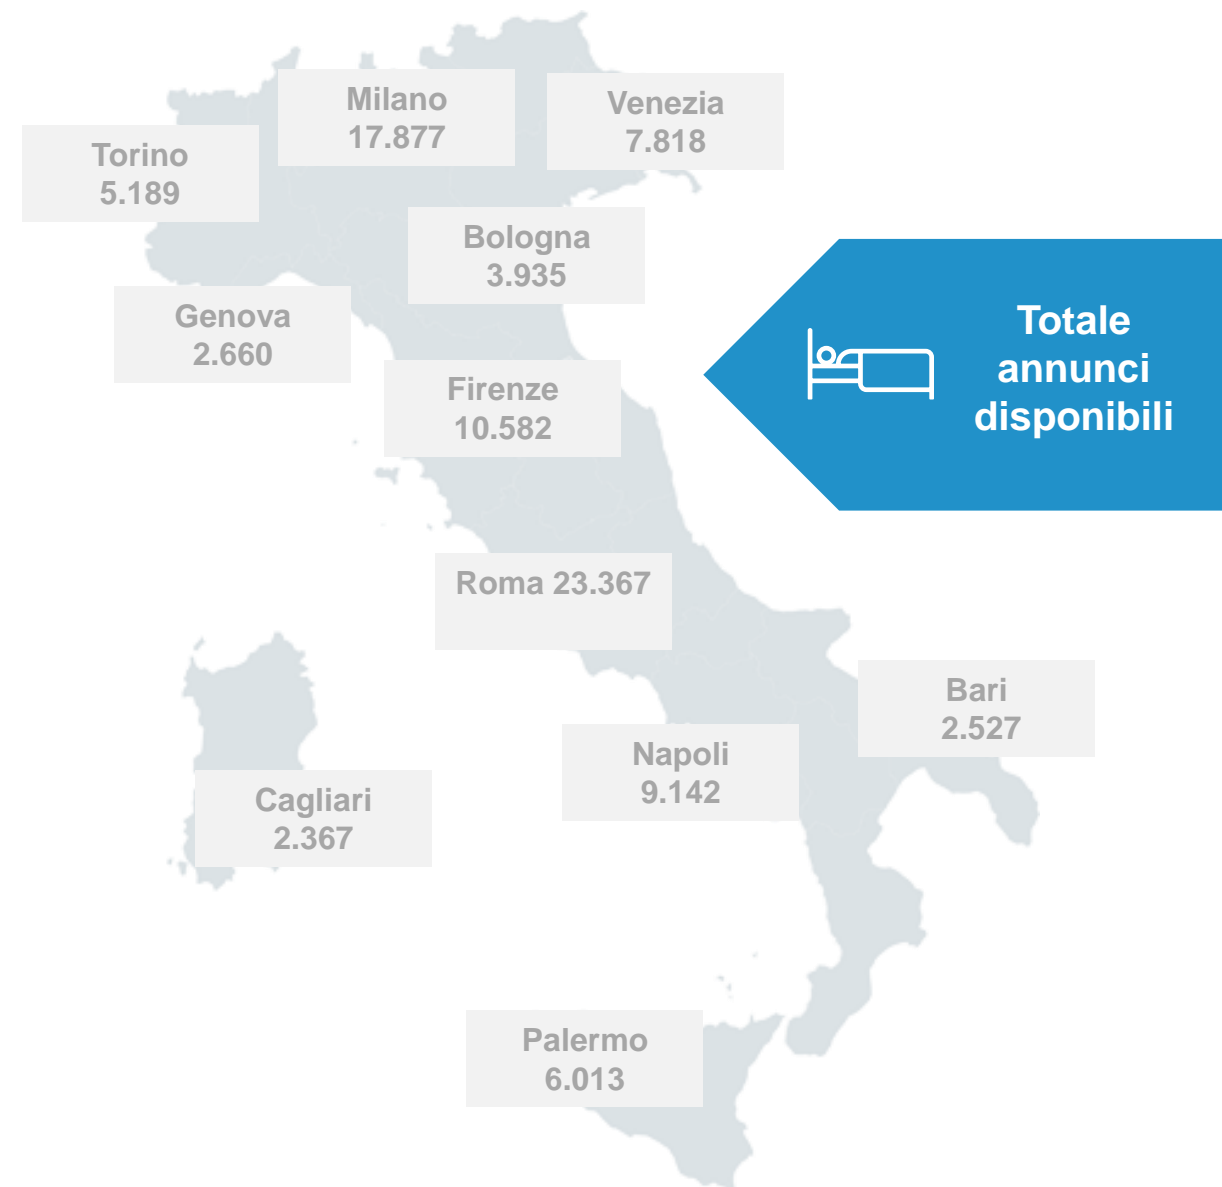 Milano
17.877
Venezia
7.818
Torino
5.189
Bologna
3.935
Genova
2.660
Totale
annunci
disponibili
Firenze
10.582
Roma 23.367
Bari
2.527
Napoli
9.142
Cagliari
2.367
Palermo
6.013